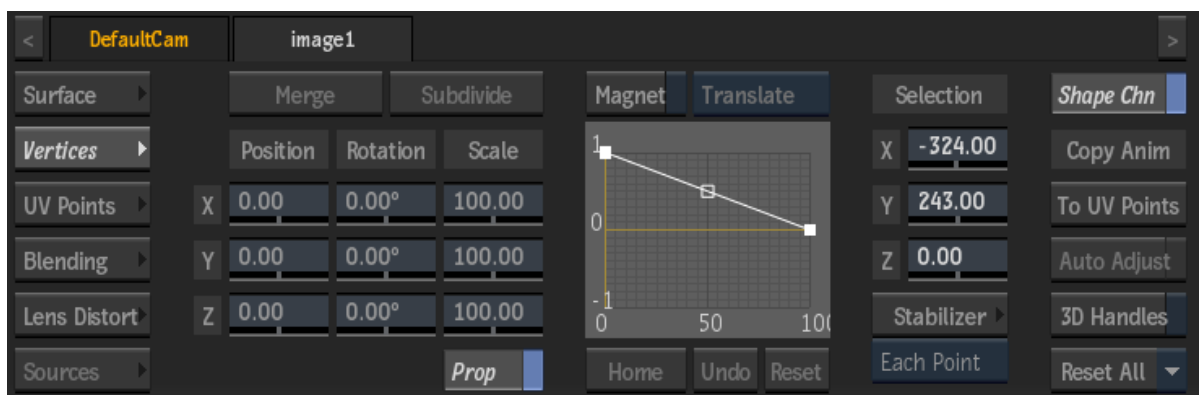 < DefaultCam image1 >
Surface Merge Subdivide Magnet Translate Selection Shape Chn
Vertices Position Rotation Scale 1 X -324.00 Copy Anim
UV Points X 0.00 0.00° 100.00 0 Y 243.00 To UV Points
Blending Y 0.00 0.00° 100.00 Z 0.00 Auto Adjust
Lens Distort Z 0.00 0.00° 100.00 -1 Stabilizer 3D Handles
0 50 100
Sources Prop Home Undo Reset Each Point Reset All